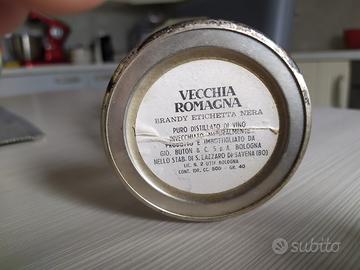 VECCHIA
ROMAGNA
BRANDY ETICHETTA NERA
PURO DISTILLATO DI VINO
INVECCHIATO NATURALMENTE
PRODOTTO E IMBOTTIGLIATO DA
GIO. BUTON & C. S.p.A. BOLOGNA
NELLO STAB. DI S. LAZZARO DI SAVENA (BO)
LIC. N. 2 UTIF BOLOGNA
CONT. IDR. CC. 500 - GR. 40
subito